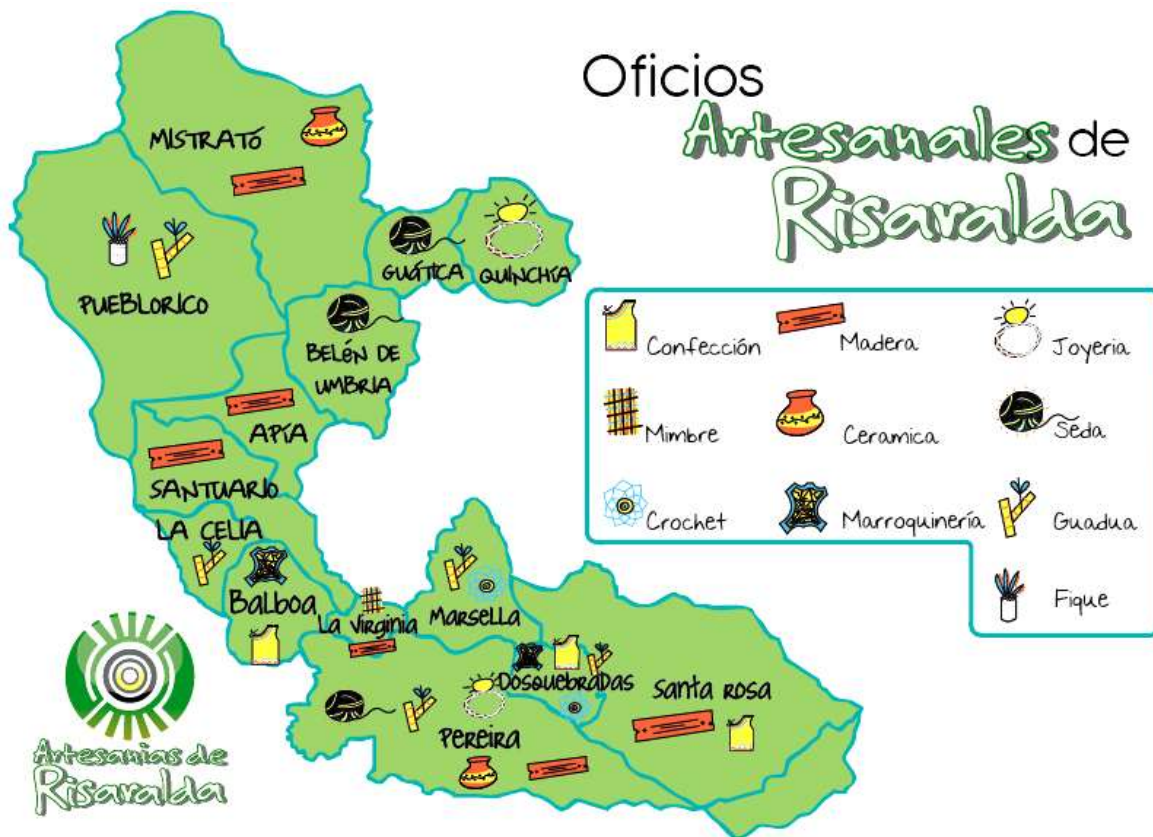 Oficios
Artesanales de
Risaralda
MISTRATÓ
GUÁTICA
QUINCHÍA
PUEBLORICO
BELÉN DE
UMBRIA
APÍA
SANTUARIO
LA CELIA
Balboa
La Virginia
Marsella
DOSQUEBRADAS
Santa Rosa
PEREIRA
Confección
Madera
Joyeria
Mimbre
Ceramica
Seda
Crochet
Marroquinería
Guadua
Fique
Artesanias de
Risaralda